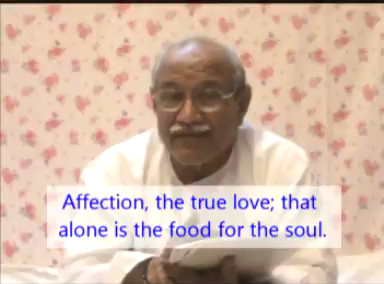 Affection, the true love; that
alone is the food for the soul.